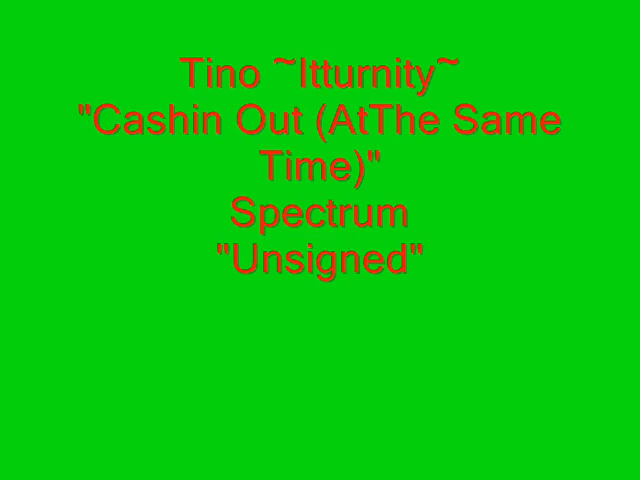 Tino ~Itturnity~
"Cashin Out (AtThe Same
Time)"
Spectrum
"Unsigned"